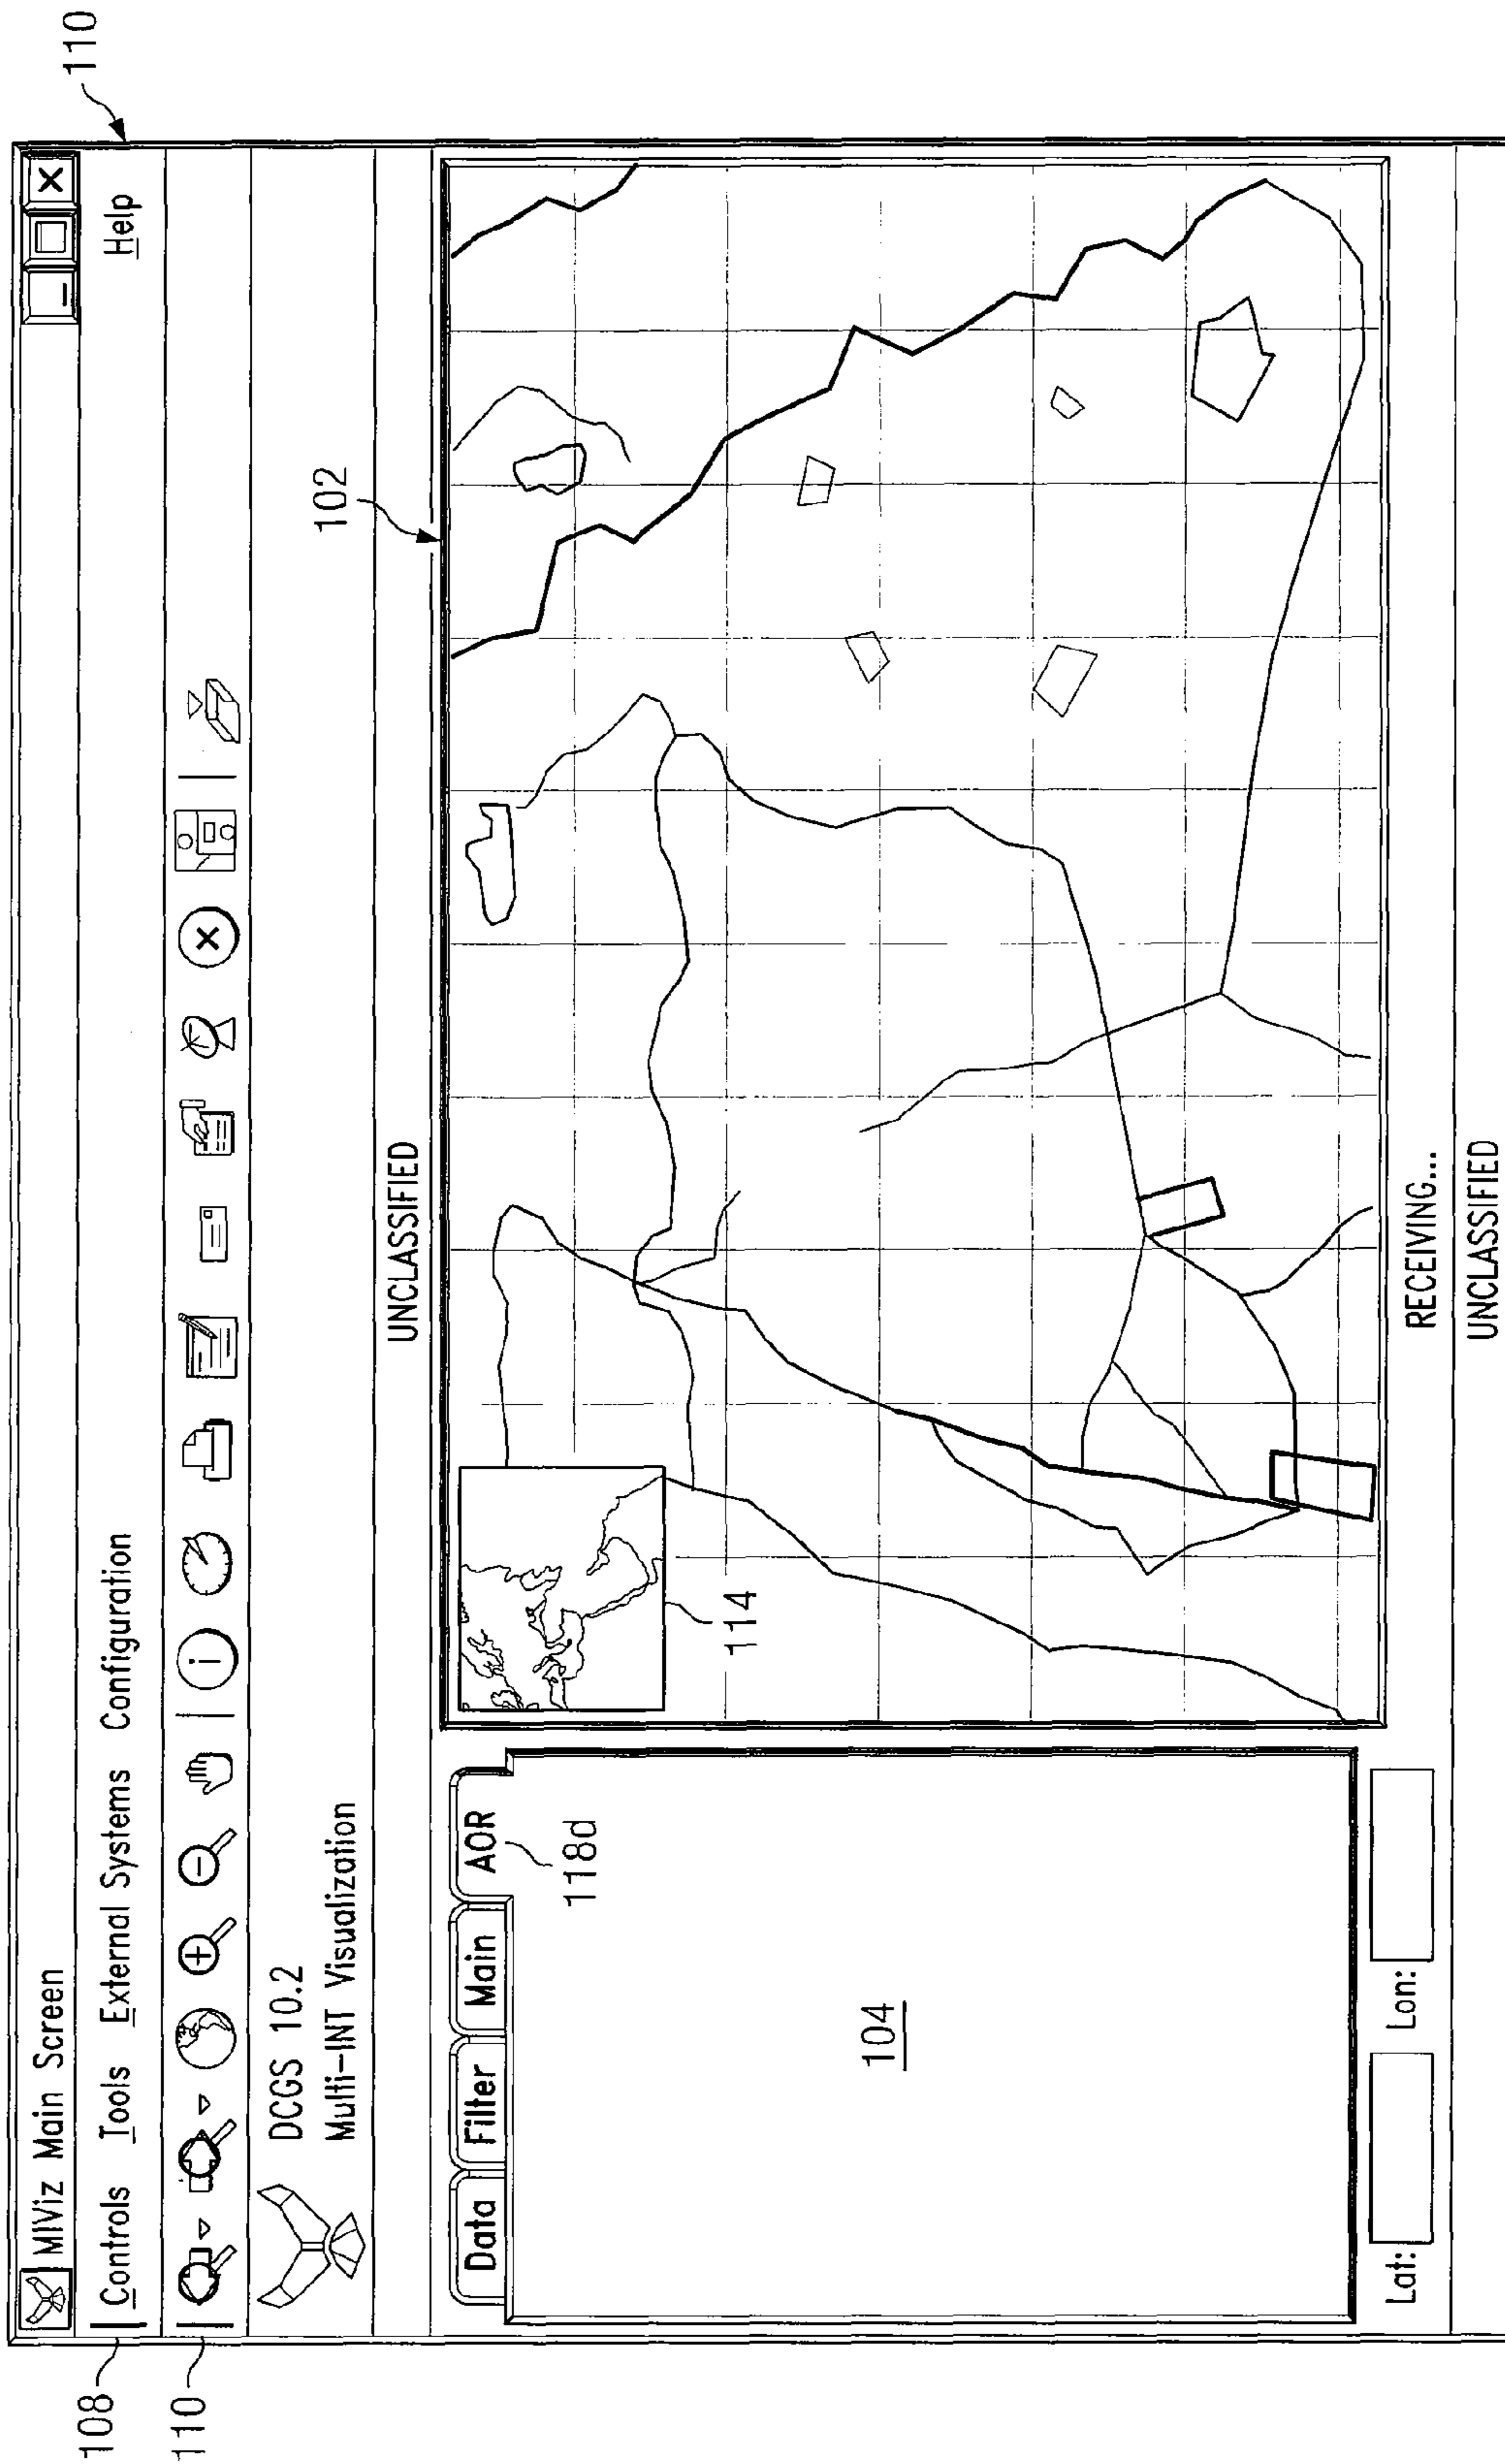 110
MIViz Main Screen
108
Controls Tools External Systems Configuration Help
110
DCGS 10.2
Multi-INT Visualization
102
UNCLASSIFIED
Data Filter Main AOR
118d
114
104
Lat: Lon:
RECEIVING...
UNCLASSIFIED